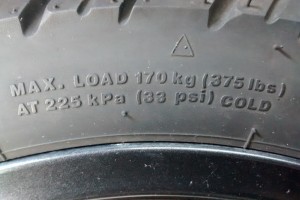 MAX. LOAD 170 kg (375 lbs)
AT 225 kPa (33 psi) COLD